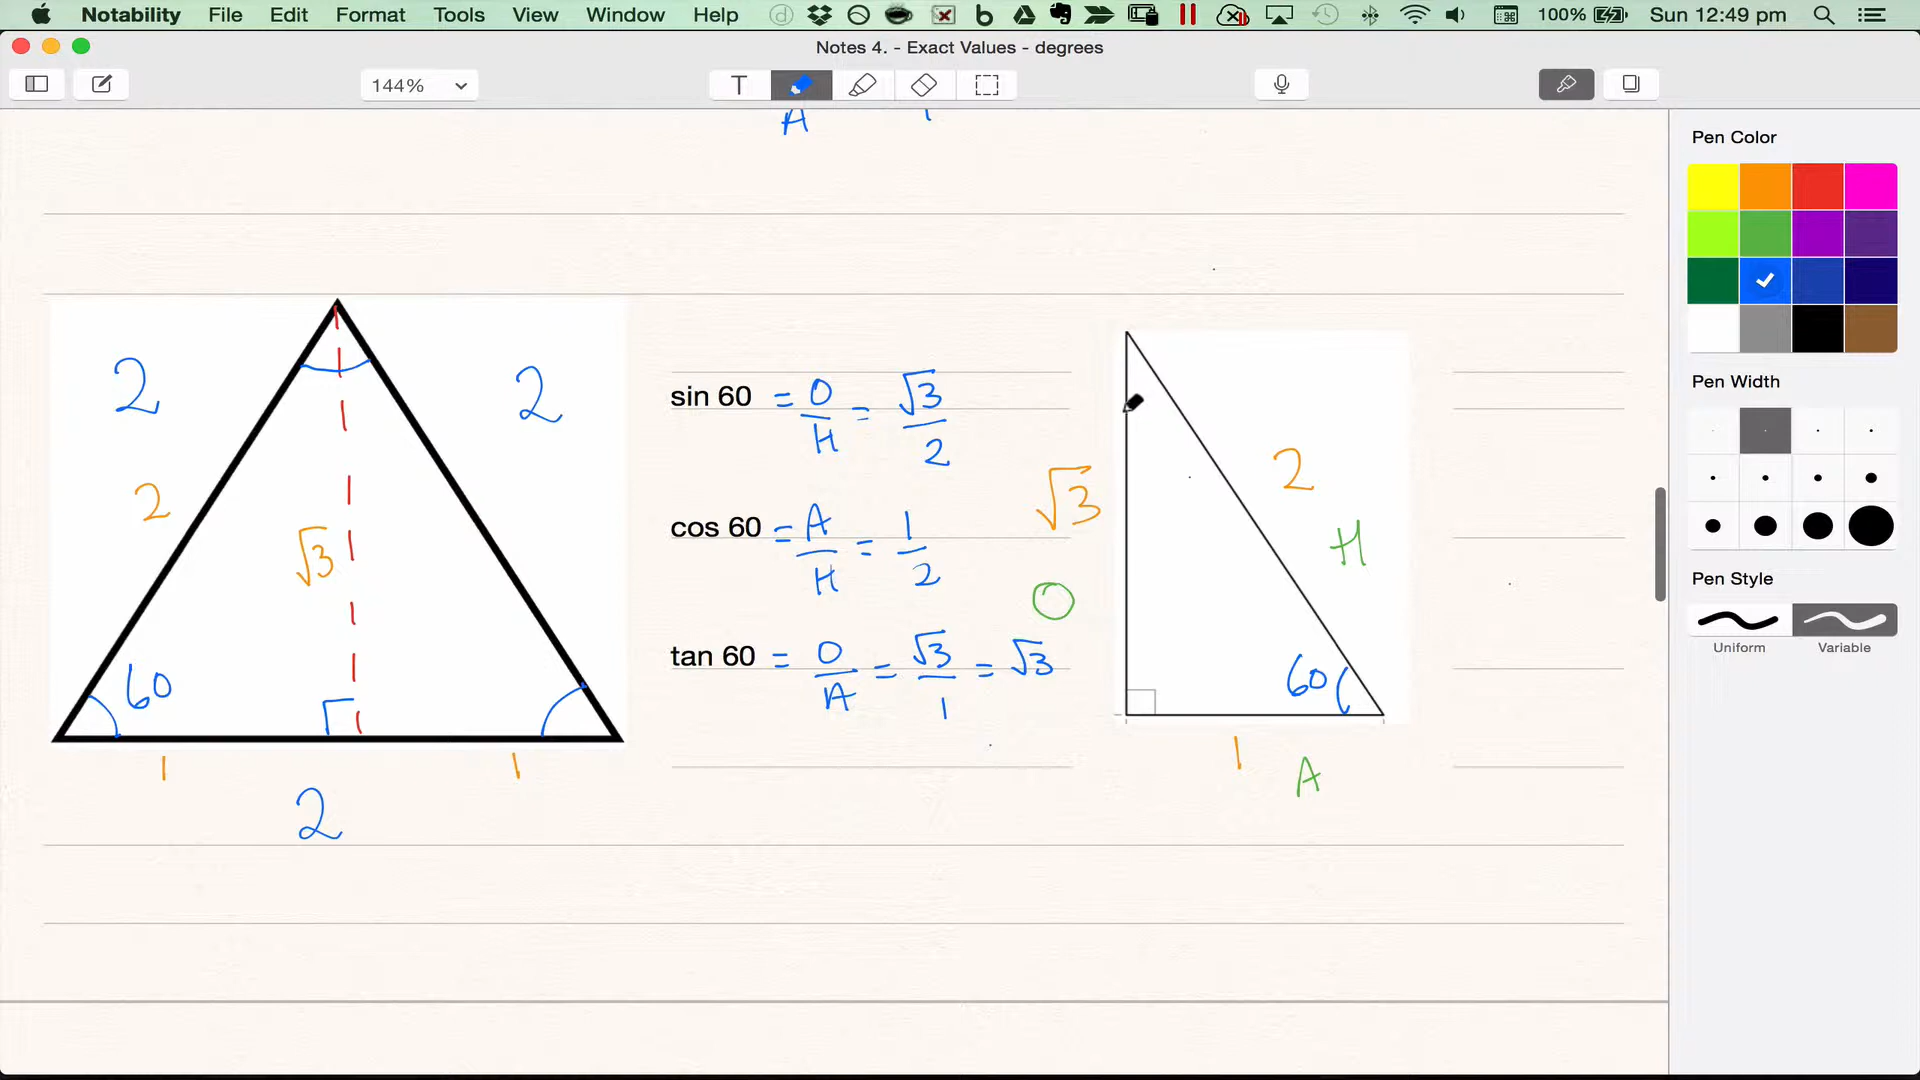 Notability File Edit Format Tools View Window Help 100% Sun 12:49 pm
Notes 4. - Exact Values - degrees
144% T
A 1
Pen Color
2 2
sin 60 = O/H = √3/2
2 √3
√3 2
cos 60 = A/H = 1/2
H
O
tan 60 = O/A = √3/1 = √3
60 60
1 1 1
2 A
Pen Width
Pen Style
Uniform Variable